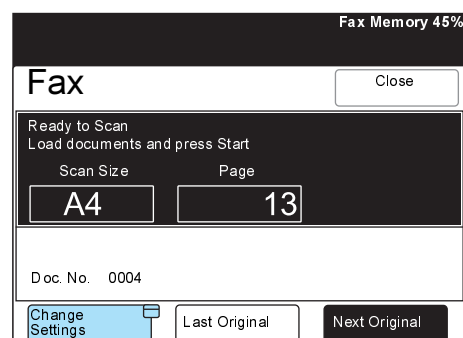 Fax Memory 45%
Fax
Close
Ready to Scan
Load documents and press Start
Scan Size
Page
A4
13
Doc. No. 0004
Change
Settings
Last Original
Next Original